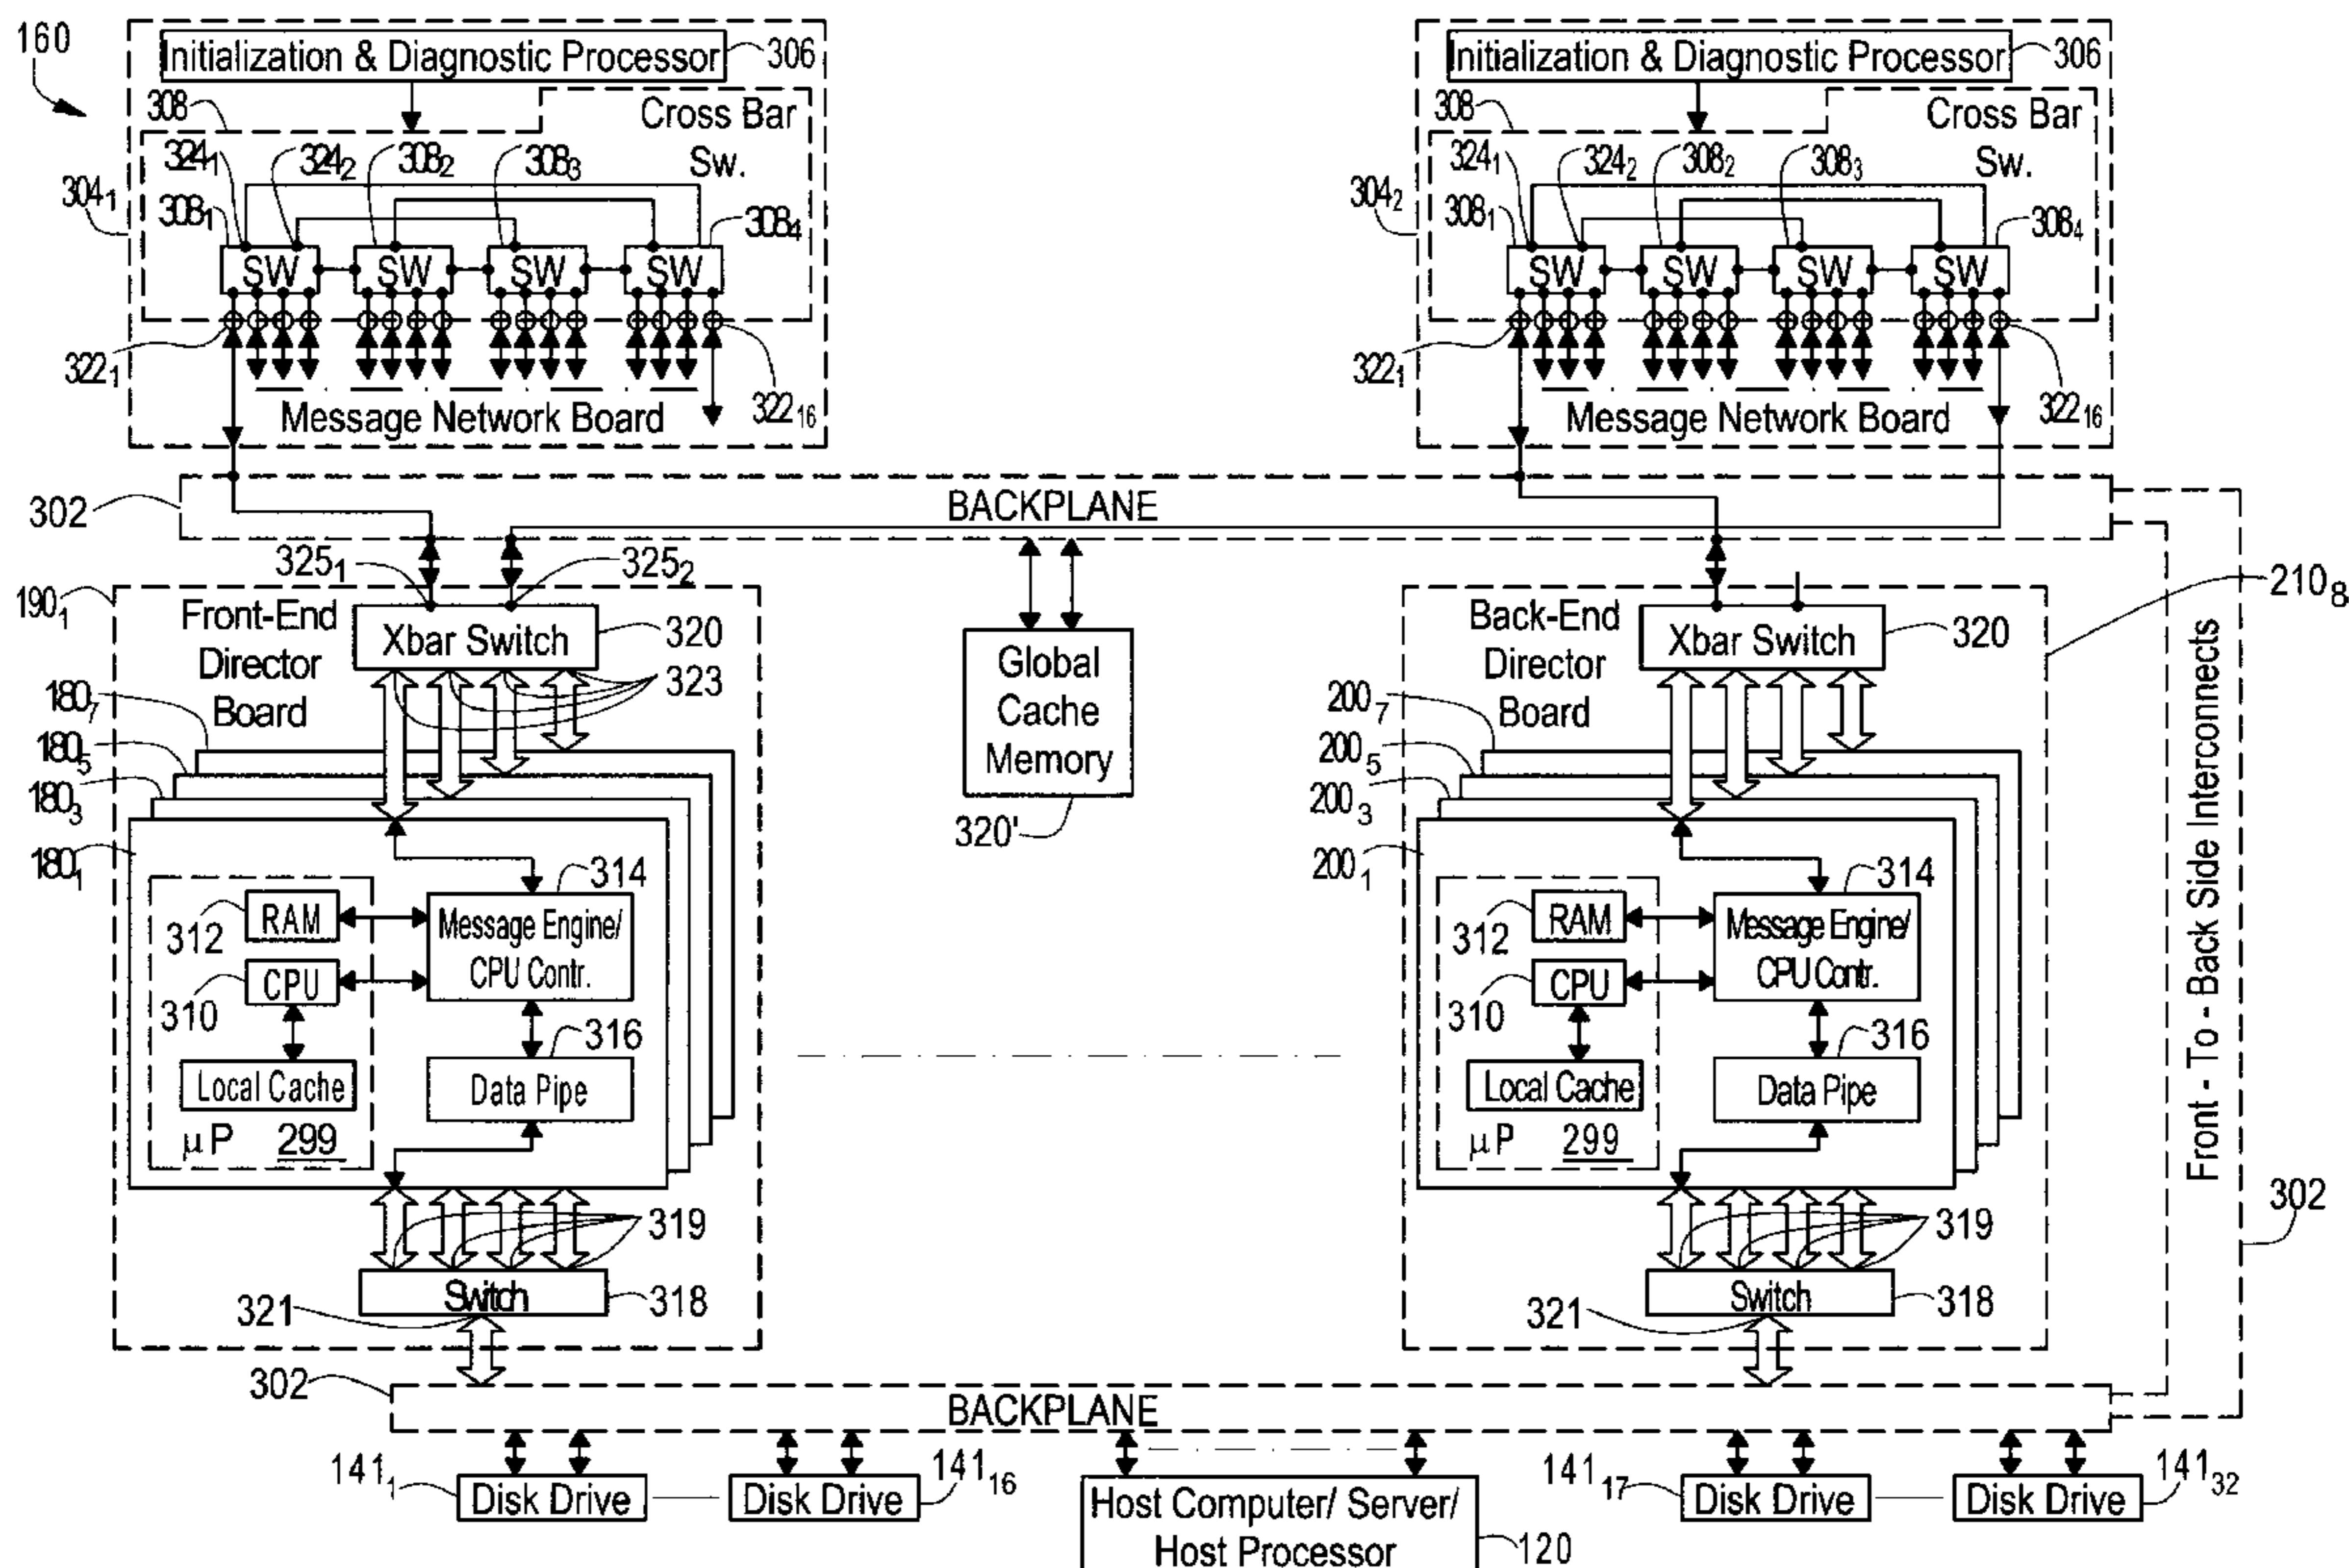 160
Initialization & Diagnostic Processor
306
308
Cross Bar
Sw.
324₁
324₂
308₂
308₃
304₁
308₁
308₄
SW
SW
SW
SW
322₁
Message Network Board
322₁₆
Initialization & Diagnostic Processor
306
308
Cross Bar
Sw.
324₁
324₂
308₂
308₃
304₂
308₁
308₄
SW
SW
SW
SW
322₁
Message Network Board
322₁₆
302
BACKPLANE
325₁
325₂
190₁
Front-End
Director
Board
Xbar Switch
320
323
180₇
180₅
180₃
180₁
314
RAM
312
Message Engine/
CPU Contr.
CPU
310
316
Local Cache
Data Pipe
μP 299
319
Switch
318
321
Global
Cache
Memory
320'
Back-End
Director
Board
Xbar Switch
320
210₈
200₇
200₅
200₃
200₁
314
RAM
312
Message Engine/
CPU Contr.
CPU
310
316
Local Cache
Data Pipe
μP 299
319
Switch
318
321
Front - To - Back Side Interconnects
302
302
BACKPLANE
141₁
Disk Drive
Disk Drive
141₁₆
Host Computer/ Server/
Host Processor
120
141₁₇
Disk Drive
Disk Drive
141₃₂